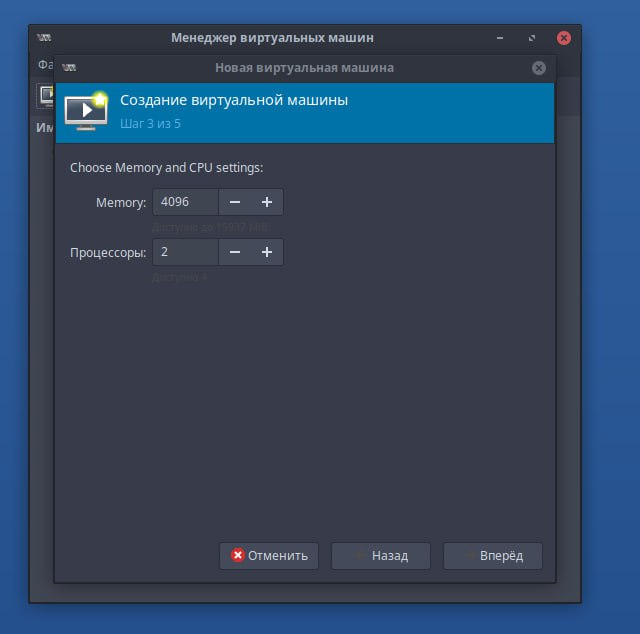 Менеджер виртуальных машин
Фа
Новая виртуальная машина
Создание виртуальной машины
Шаг 3 из 5
Им
Choose Memory and CPU settings:
Memory: 4096
Доступно до 15937 MiB
Процессоры: 2
Доступно 4
Отменить Назад Вперёд